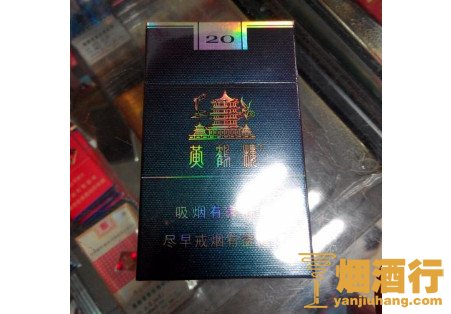 20
黄鹤楼
吸烟有
尽早戒烟有
烟酒行
yanjiuhang.com